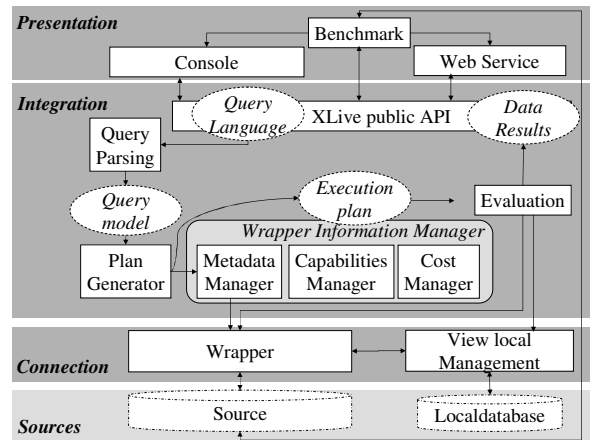 Presentation
Benchmark
Console
Web Service
Integration
Query
Language
XLive public API
Data
Results
Query
Parsing
Query
model
Execution
plan
Evaluation
Wrapper Information Manager
Plan
Generator
Metadata
Manager
Capabilities
Manager
Cost
Manager
Connection
Wrapper
View local
Management
Sources
Source
Localdatabase